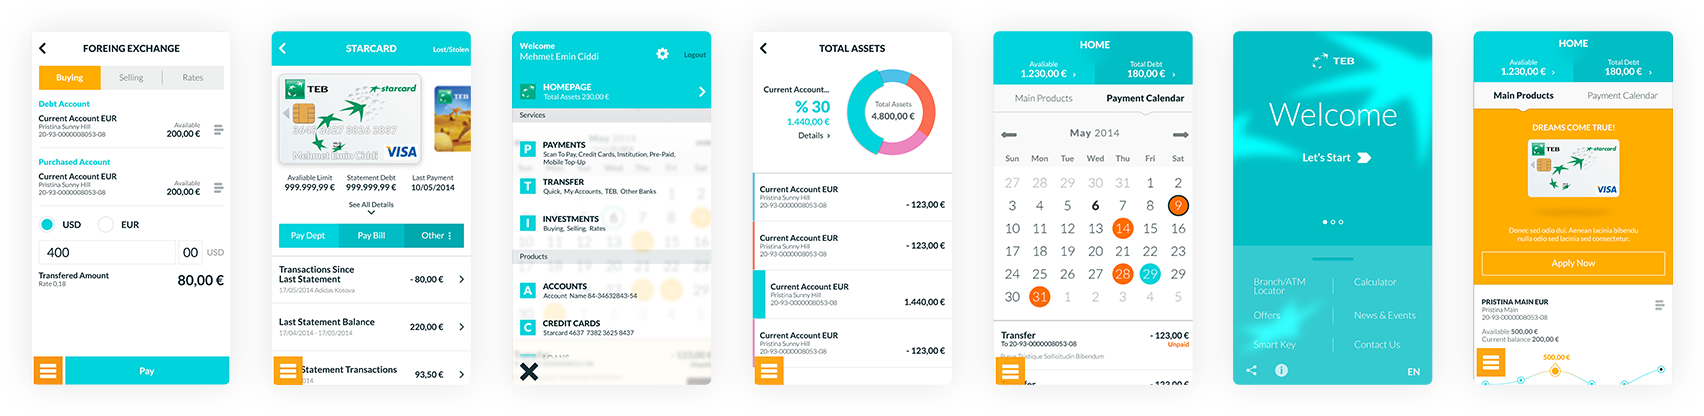 FOREING EXCHANGE
Buying Selling Rates
Debt Account
Current Account EUR
Pristina Sunny Hill
20-93-0000008053-08
Available
200,00 €
Purchased Account
Current Account EUR
Pristina Sunny Hill
20-93-0000008053-08
Available
200,00 €
USD EUR
400 00 USD
Transfered Amount
Rate 0,18
80,00 €
Pay
STARCARD
Lost/Stolen
TEB starcard
Mehmet Emin Ciddi
VISA
Available Limit Statement Debt Last Payment
999.999,99 € 999.999,99 € 10/05/2014
See All Details
Pay Dept Pay Bill Other
Transactions Since
Last Statement
17/05/2014 Adidas Kosova
- 80,00 €
Last Statement Balance
17/04/2014 - 17/05/2014
220,00 €
Statement Transactions
2014
93,50 €
Welcome
Mehmet Emin Ciddi
Logout
HOMEPAGE
Total Assets 230,00 €
Services
P PAYMENTS
Scan To Pay, Credit Cards, Institution, Pre-Paid,
Mobile Top-Up
T TRANSFER
Quick, My Accounts, TEB, Other Banks
I INVESTMENTS
Buying, Selling, Rates
Products
A ACCOUNTS
Account Name 84-34632843-54
C CREDIT CARDS
Starcard 4637 7382 3625 8437
TOTAL ASSETS
Current Account...
% 30
1.440,00 €
Details
Total Assets
4.800,00 €
Current Account EUR
Pristina Sunny Hill
20-93-0000008053-08
- 123,00 €
Current Account EUR
Pristina Sunny Hill
20-93-0000008053-08
- 123,00 €
Current Account EUR
Pristina Sunny Hill
20-93-0000008053-08
1.440,00 €
Current Account EUR
Pristina Sunny Hill
20-93-0000008053-08
- 123,00 €
HOME
Available
1.230,00 €
Total Debt
180,00 €
Main Products Payment Calendar
May 2014
Sun Mon Tue Wed Thu Fri Sat
27 28 29 30 31 1 2
3 4 5 6 7 8 9
10 11 12 13 14 15 16
17 18 19 20 21 22 23
24 25 26 27 28 29 29
30 31 1 2 3 4 5
Transfer
To 20-93-0000008053-08
Purus Tristique Sollicitudin Bibendum
- 123,00 €
Unpaid
TEB
Welcome
Let's Start
Branch/ATM
Locator
Calculator
Offers
News & Events
Smart Key
Contact Us
EN
HOME
Available
1.230,00 €
Total Debt
180,00 €
Main Products Payment Calendar
DREAMS COME TRUE!
TEB starcard
VISA
Donec sed odio dui. Aenean lacinia bibendu
nulla odio sed lacinia sed consectetur.
Apply Now
PRISTINA MAIN EUR
Pristina Main
20-93-0000008053-08
Available 500,00 €
Current balance 200,00 €
500,00 €